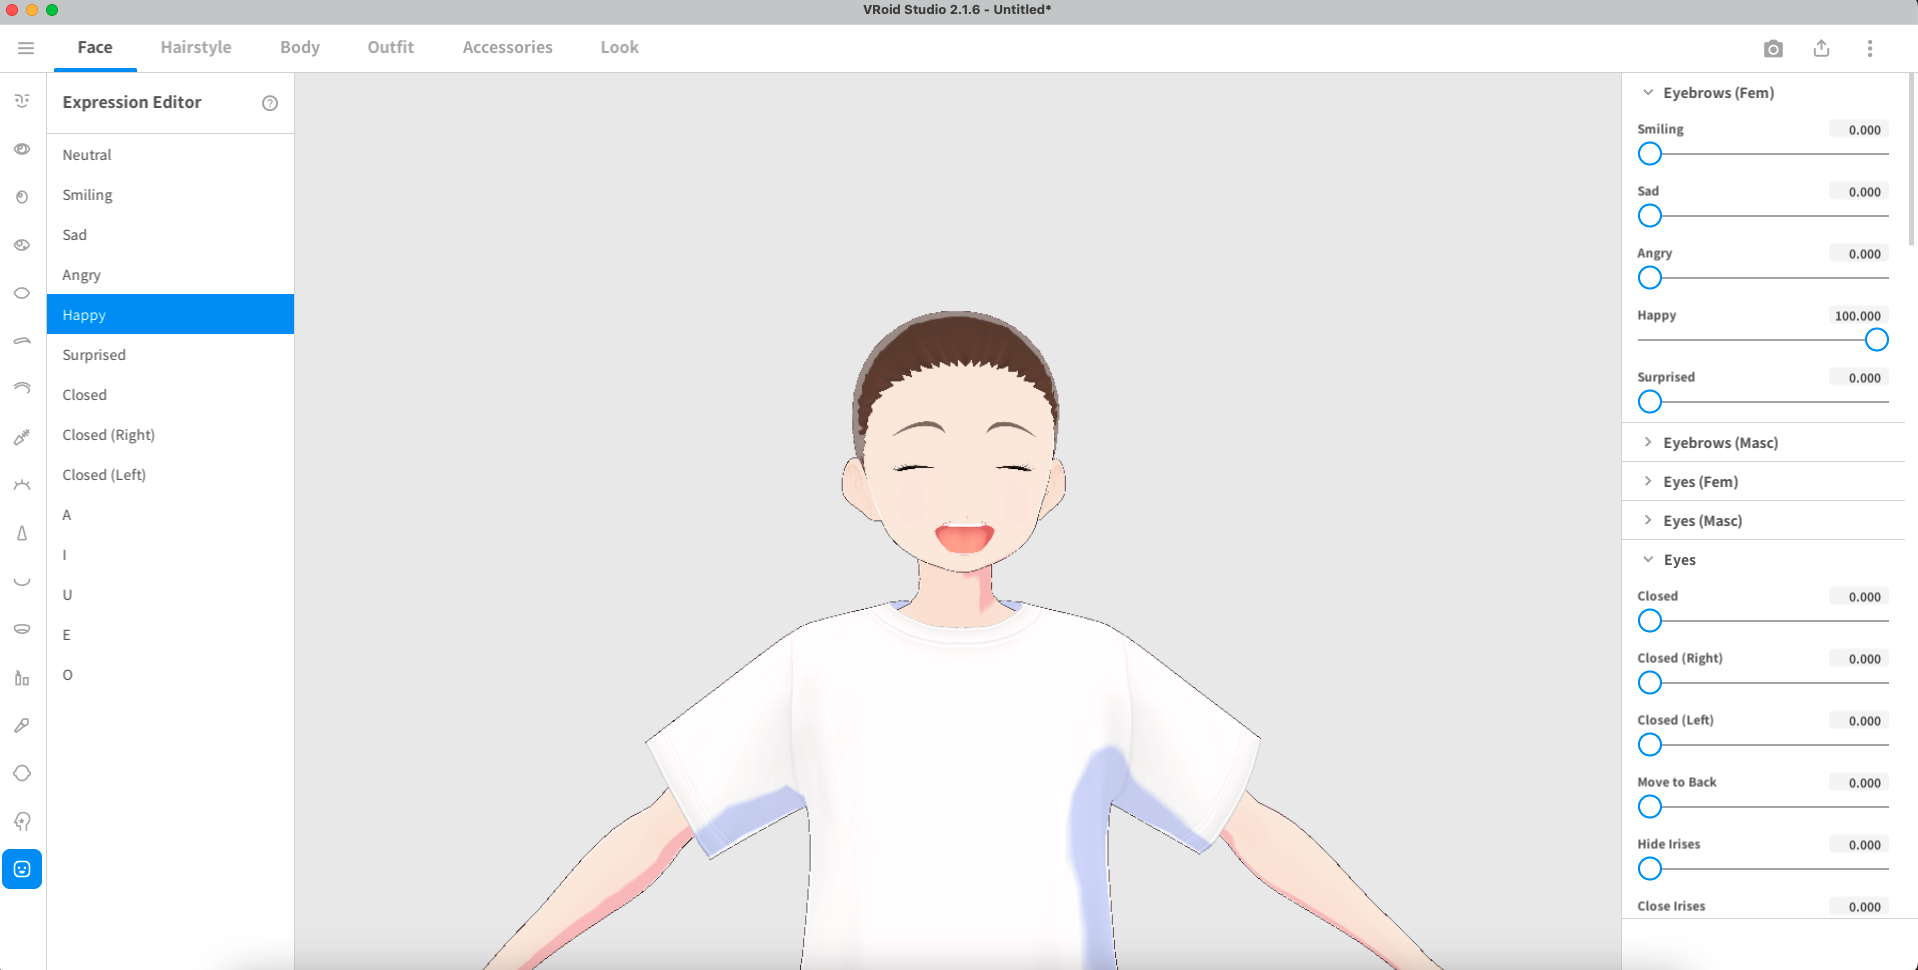 VRoid Studio 2.1.6 - Untitled*
Face Hairstyle Body Outfit Accessories Look
Expression Editor ?
Neutral
Smiling
Sad
Angry
Happy
Surprised
Closed
Closed (Right)
Closed (Left)
A
I
U
E
O
Eyebrows (Fem)
Smiling 0.000
Sad 0.000
Angry 0.000
Happy 100.000
Surprised 0.000
Eyebrows (Masc)
Eyes (Fem)
Eyes (Masc)
Eyes
Closed 0.000
Closed (Right) 0.000
Closed (Left) 0.000
Move to Back 0.000
Hide Irises 0.000
Close Irises 0.000